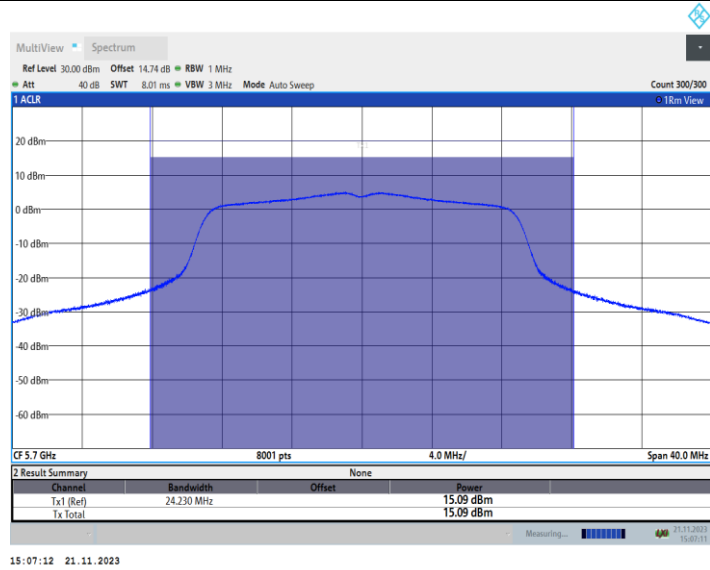 R&S
MultiView Spectrum
Ref Level 30.00 dBm Offset 14.74 dB RBW 1 MHz
Att 40 dB SWT 8.01 ms VBW 3 MHz Mode Auto Sweep Count 300/300
1 ACLR 1Rm View
20 dBm
10 dBm
0 dBm
-10 dBm
-20 dBm
-30 dBm
-40 dBm
-50 dBm
-60 dBm
CF 5.7 GHz 8001 pts 4.0 MHz/ Span 40.0 MHz
2 Result Summary None
Channel Bandwidth Offset Power
Tx1 (Ref) 24.230 MHz 15.09 dBm
Tx Total 15.09 dBm
Measuring... 21.11.2023
15:07:11
15:07:12 21.11.2023